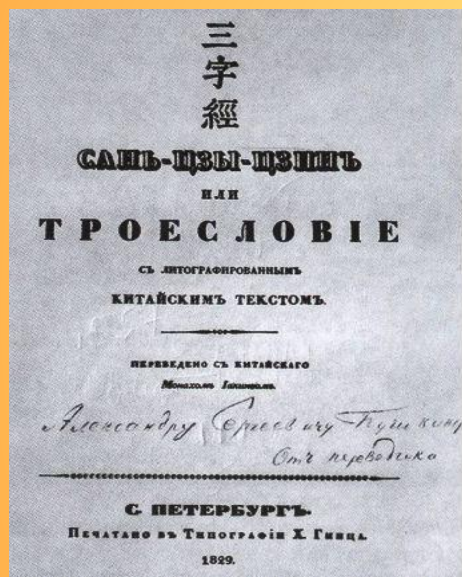 三
字
經
САНЬ-ЦЗЫ-ЦЗИНЪ
ИЛИ
ТРОЕСЛОВІЕ
СЪ ЛИТОГРАФИРОВАННЫМЪ
КИТАЙСКИМЪ ТЕКСТОМЪ.
ПЕРЕВЕДЕНО СЪ КИТАЙСКАГО
Монахомъ Іакинѳомъ.
Александру Сергеевичу Пушкину
Отъ переводчика
С. ПЕТЕРБУРГЪ.
ПЕЧАТАНО ВЪ ТИПОГРАФІИ Х. ГИНЦА.
1829.